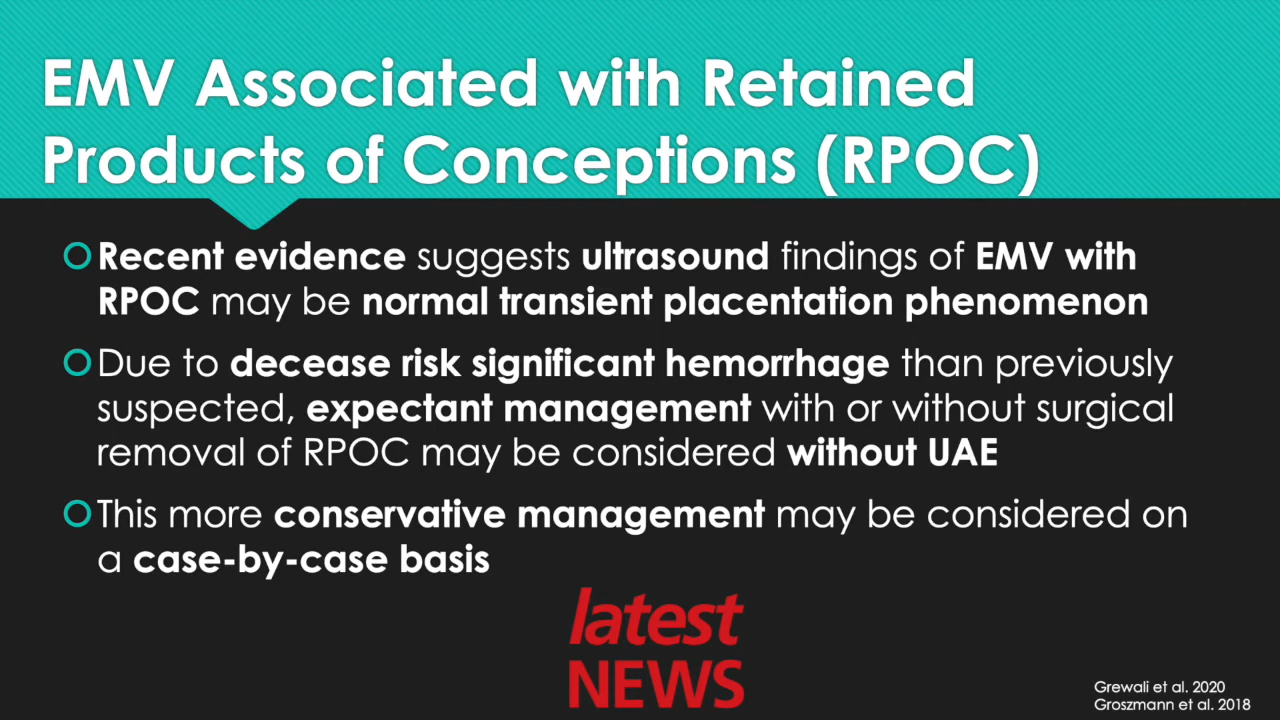 EMV Associated with Retained
Products of Conceptions (RPOC)
Recent evidence suggests ultrasound findings of EMV with
RPOC may be normal transient placentation phenomenon
Due to decease risk significant hemorrhage than previously
suspected, expectant management with or without surgical
removal of RPOC may be considered without UAE
This more conservative management may be considered on
a case-by-case basis
latest
NEWS
Grewali et al. 2020
Groszmann et al. 2018